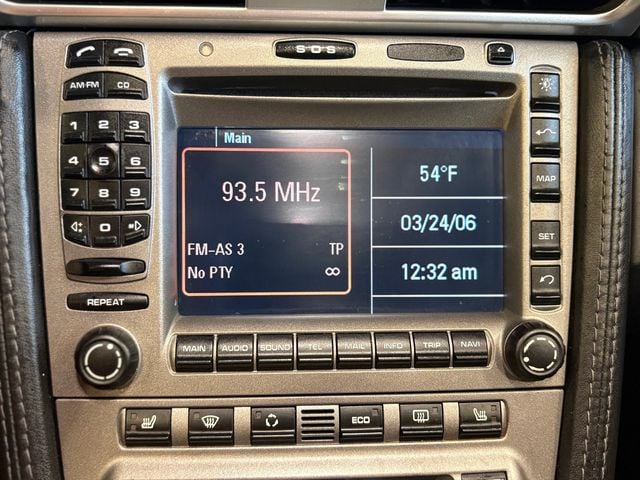 SOS
AM·FM CD
1 2 3
4 5 6
7 8 9
0
REPEAT
Main
93.5 MHz
FM-AS 3 TP
No PTY ∞
54°F
03/24/06
12:32 am
MAP
SET
MAIN AUDIO SOUND TEL MAIL INFO TRIP NAVI
ECO